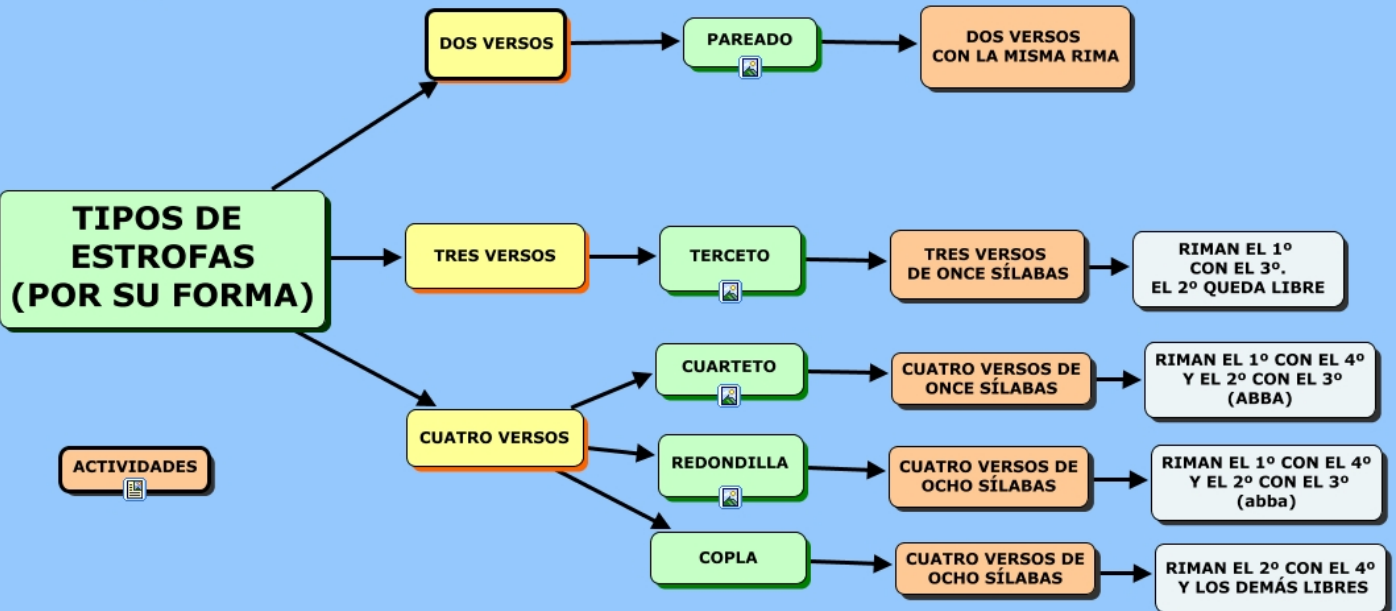 DOS VERSOS
PAREADO
DOS VERSOS
CON LA MISMA RIMA
TIPOS DE
ESTROFAS
(POR SU FORMA)
TRES VERSOS
TERCETO
TRES VERSOS
DE ONCE SÍLABAS
RIMAN EL 1º
CON EL 3º.
EL 2º QUEDA LIBRE
CUATRO VERSOS
CUARTETO
CUATRO VERSOS DE
ONCE SÍLABAS
RIMAN EL 1º CON EL 4º
Y EL 2º CON EL 3º
(ABBA)
REDONDILLA
CUATRO VERSOS DE
OCHO SÍLABAS
RIMAN EL 1º CON EL 4º
Y EL 2º CON EL 3º
(abba)
COPLA
CUATRO VERSOS DE
OCHO SÍLABAS
RIMAN EL 2º CON EL 4º
Y LOS DEMÁS LIBRES
ACTIVIDADES